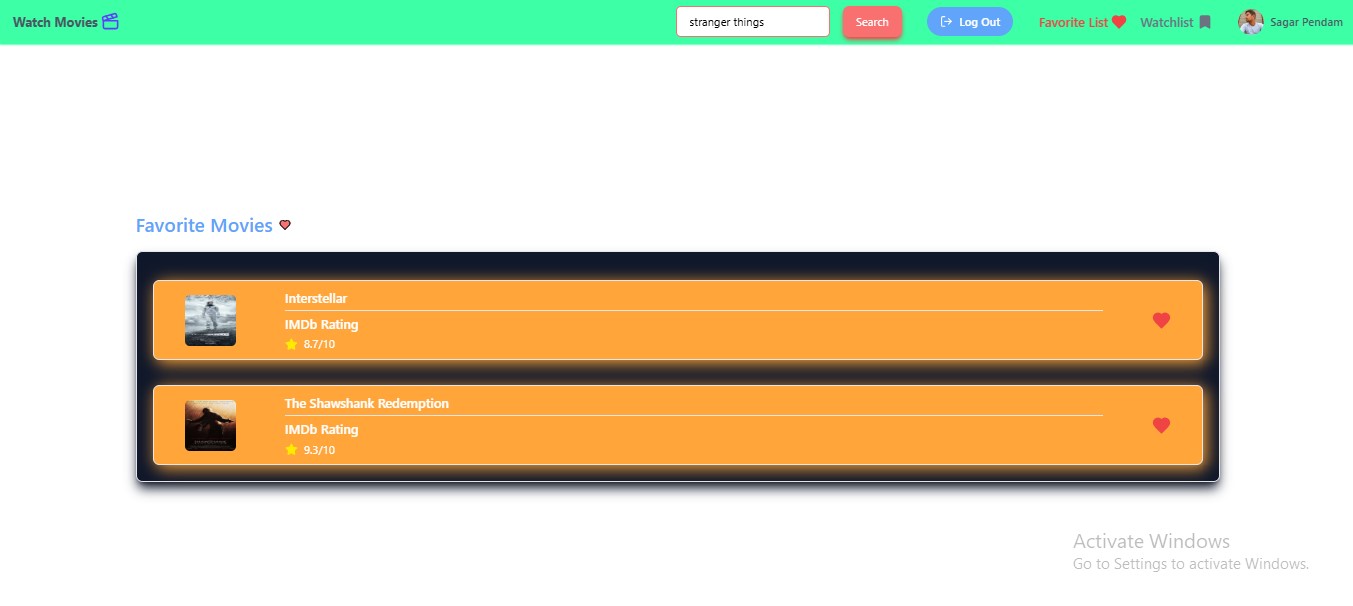 Watch Movies
stranger things
Search
Log Out
Favorite List
Watchlist
Sagar Pendam
Favorite Movies
Interstellar
IMDb Rating
8.7/10
The Shawshank Redemption
IMDb Rating
9.3/10
Activate Windows
Go to Settings to activate Windows.